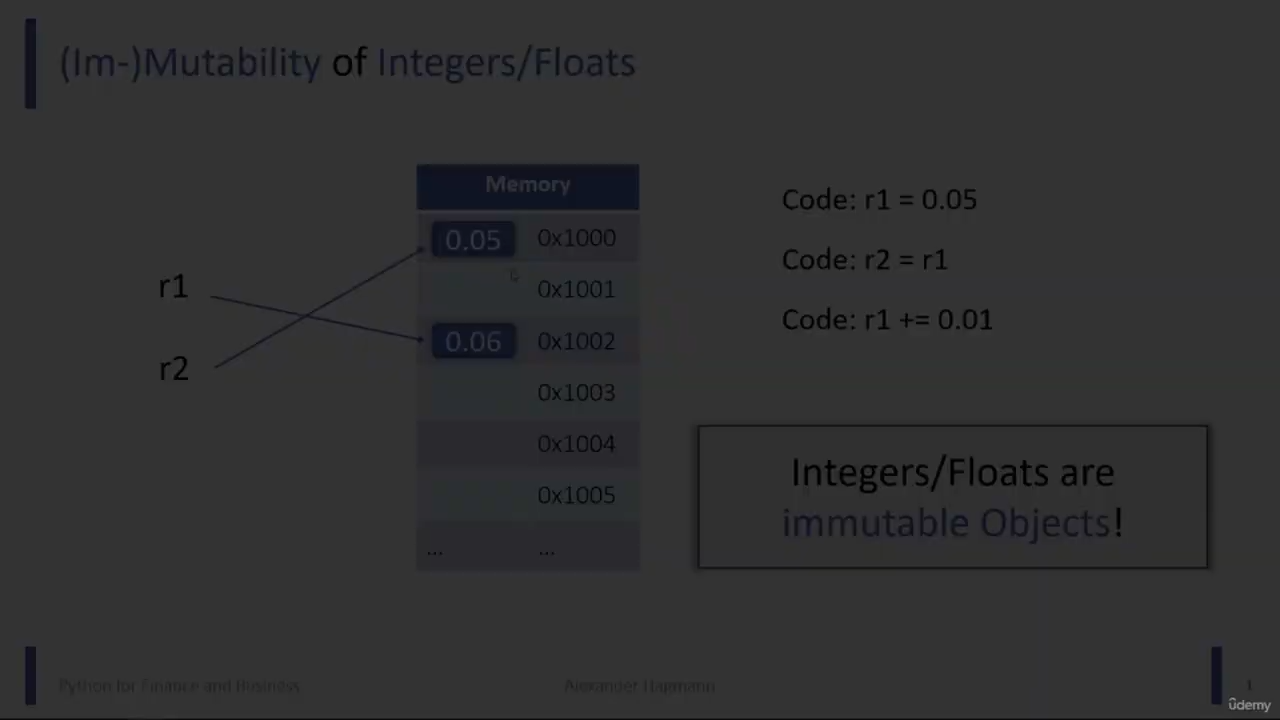 (Im-)Mutability of Integers/Floats
Memory
0.05 0x1000
0x1001
0.06 0x1002
0x1003
0x1004
0x1005
... ...
r1
r2
Code: r1 = 0.05
Code: r2 = r1
Code: r1 += 0.01
Integers/Floats are
immutable Objects!
Python for Finance and Business
Alexander Hagmann
1
ûdemy